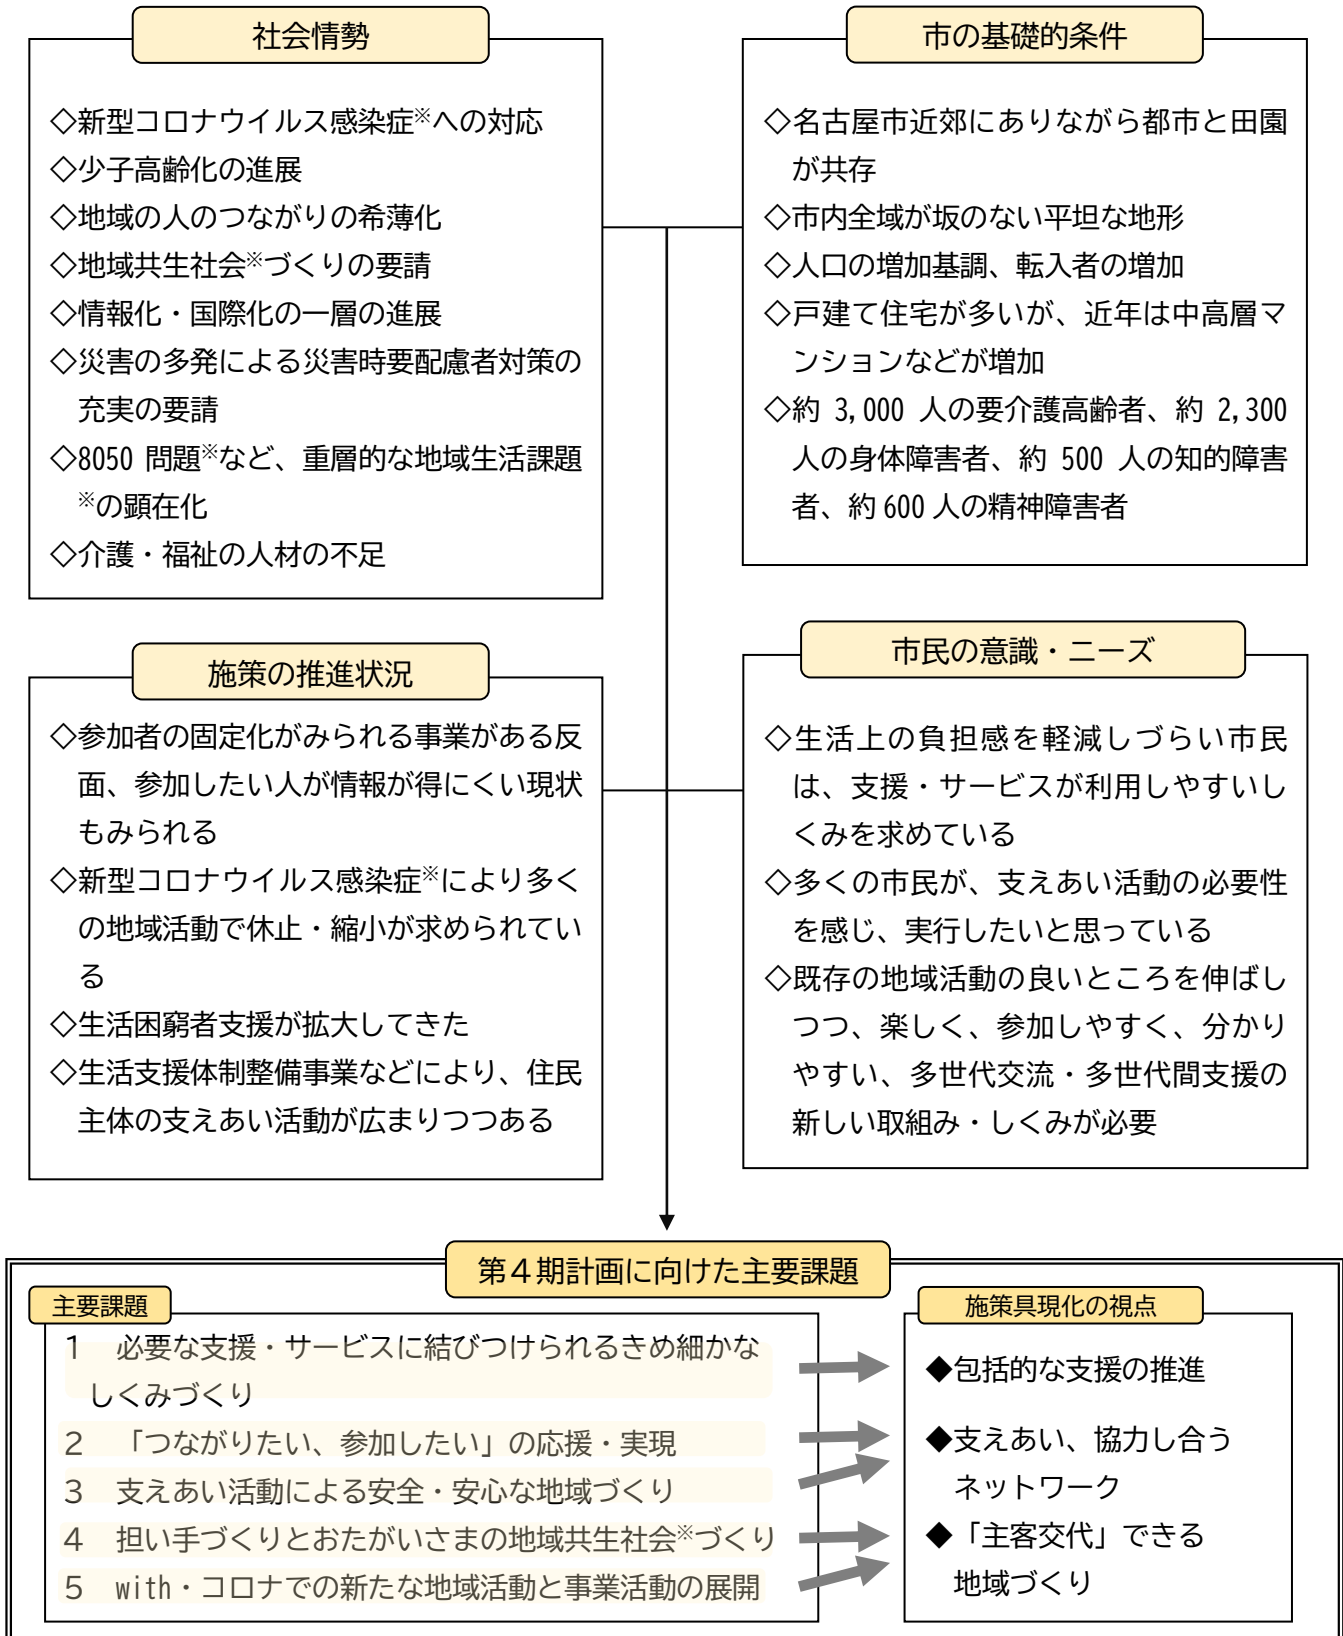 社会情勢
◇新型コロナウイルス感染症※への対応
◇少子高齢化の進展
◇地域の人のつながりの希薄化
◇地域共生社会※づくりの要請
◇情報化・国際化の一層の進展
◇災害の多発による災害時要配慮者対策の
充実の要請
◇8050 問題※など、重層的な地域生活課題
※の顕在化
◇介護・福祉の人材の不足
市の基礎的条件
◇名古屋市近郊にありながら都市と田園
が共存
◇市内全域が坂のない平坦な地形
◇人口の増加基調、転入者の増加
◇戸建て住宅が多いが、近年は中高層マ
ンションなどが増加
◇約 3,000 人の要介護高齢者、約 2,300
人の身体障害者、約 500 人の知的障害
者、約 600 人の精神障害者
施策の推進状況
◇参加者の固定化がみられる事業がある反
面、参加したい人が情報が得にくい現状
もみられる
◇新型コロナウイルス感染症※により多く
の地域活動で休止・縮小が求められてい
る
◇生活困窮者支援が拡大してきた
◇生活支援体制整備事業などにより、住民
主体の支えあい活動が広まりつつある
市民の意識・ニーズ
◇生活上の負担感を軽減しづらい市民
は、支援・サービスが利用しやすいし
くみを求めている
◇多くの市民が、支えあい活動の必要性
を感じ、実行したいと思っている
◇既存の地域活動の良いところを伸ばし
つつ、楽しく、参加しやすく、分かり
やすい、多世代交流・多世代間支援の
新しい取組み・しくみが必要
第４期計画に向けた主要課題
主要課題
１　必要な支援・サービスに結びつけられるきめ細かな
しくみづくり
２　「つながりたい、参加したい」の応援・実現
３　支えあい活動による安全・安心な地域づくり
４　担い手づくりとおたがいさまの地域共生社会※づくり
５　with・コロナでの新たな地域活動と事業活動の展開
施策具現化の視点
◆包括的な支援の推進
◆支えあい、協力し合う
ネットワーク
◆「主客交代」できる
地域づくり